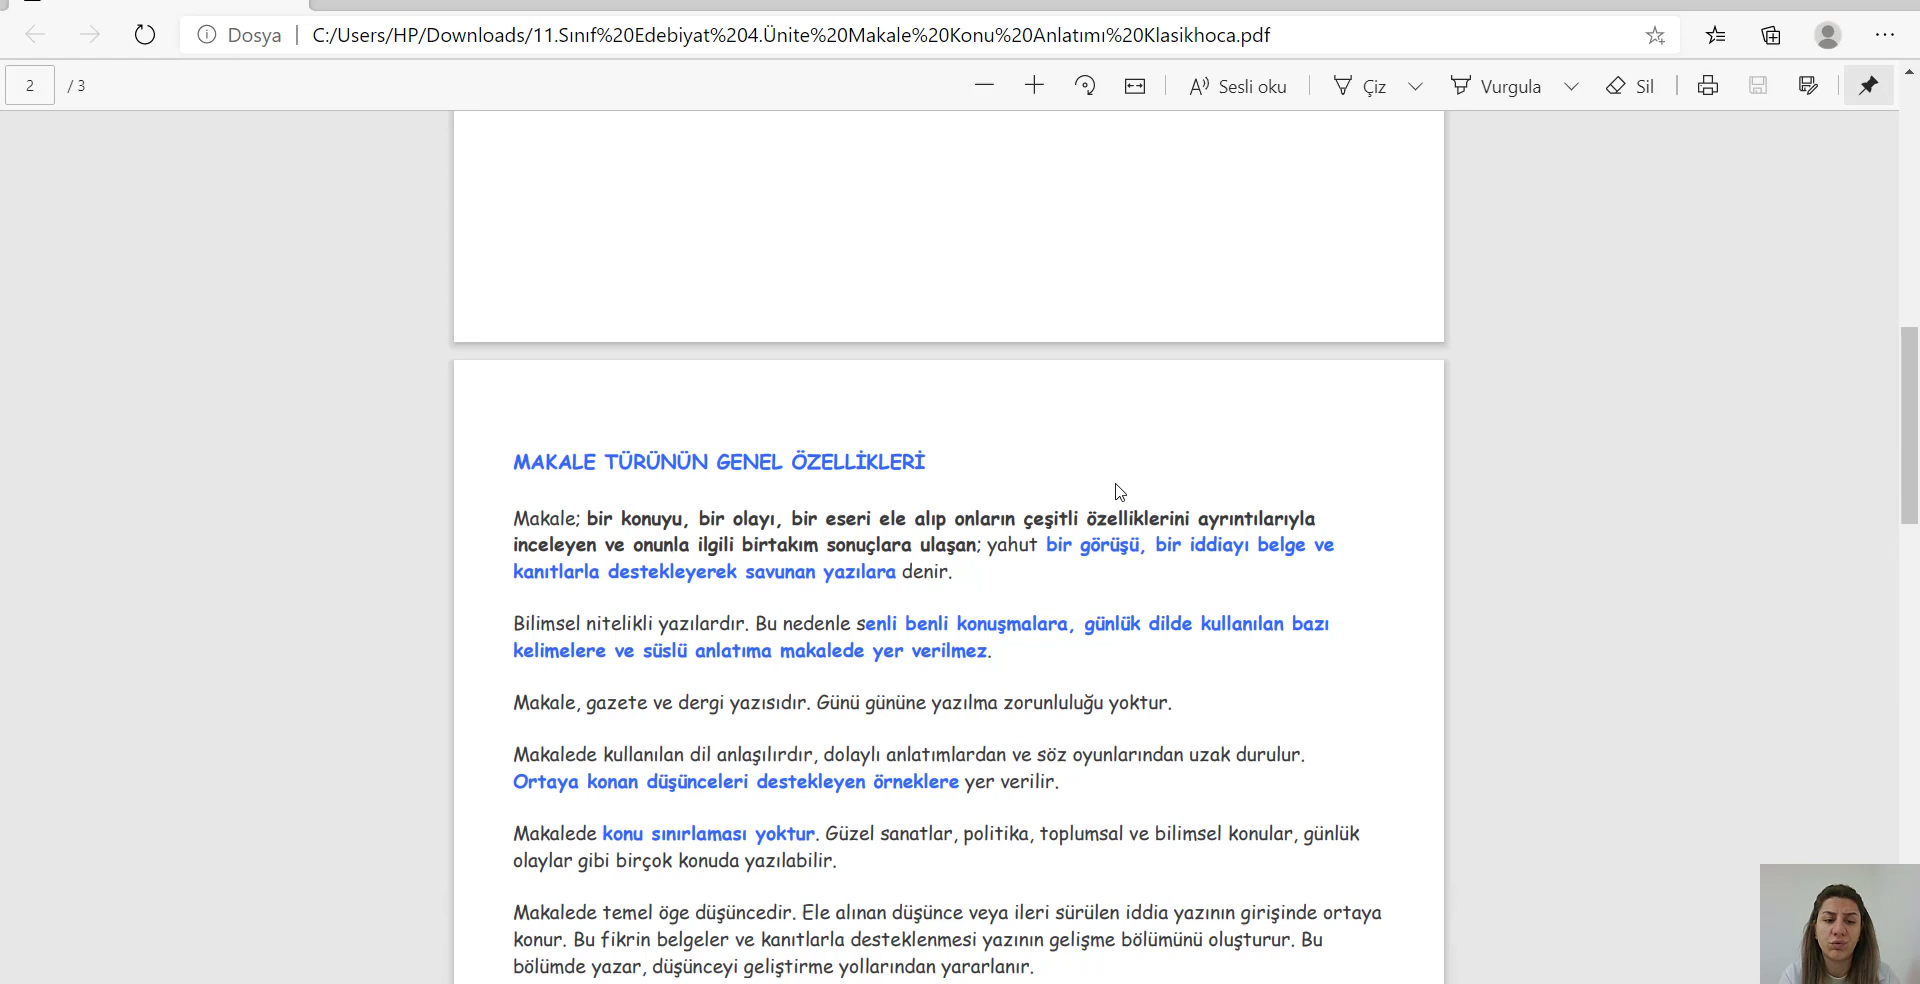 Dosya | C:/Users/HP/Downloads/11.Sınıf%20Edebiyat%204.Ünite%20Makale%20Konu%20Anlatımı%20Klasikhoca.pdf
2 / 3 Sesli oku Çiz Vurgula Sil
MAKALE TÜRÜNÜN GENEL ÖZELLİKLERİ
Makale; bir konuyu, bir olayı, bir eseri ele alıp onların çeşitli özelliklerini ayrıntılarıyla
inceleyen ve onunla ilgili birtakım sonuçlara ulaşan; yahut bir görüşü, bir iddiayı belge ve
kanıtlarla destekleyerek savunan yazılara denir.
Bilimsel nitelikli yazılardır. Bu nedenle senli benli konuşmalara, günlük dilde kullanılan bazı
kelimelere ve süslü anlatıma makalede yer verilmez.
Makale, gazete ve dergi yazısıdır. Günü gününe yazılma zorunluluğu yoktur.
Makalede kullanılan dil anlaşılırdır, dolaylı anlatımlardan ve söz oyunlarından uzak durulur.
Ortaya konan düşünceleri destekleyen örneklere yer verilir.
Makalede konu sınırlaması yoktur. Güzel sanatlar, politika, toplumsal ve bilimsel konular, günlük
olaylar gibi birçok konuda yazılabilir.
Makalede temel öge düşüncedir. Ele alınan düşünce veya ileri sürülen iddia yazının girişinde ortaya
konur. Bu fikrin belgeler ve kanıtlarla desteklenmesi yazının gelişme bölümünü oluşturur. Bu
bölümde yazar, düşünceyi geliştirme yollarından yararlanır.